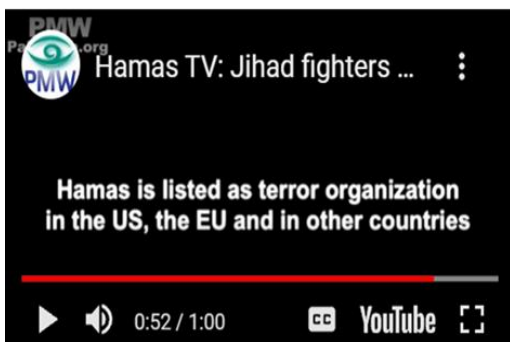 PMW
Pa .org
PMW
Hamas TV: Jihad fighters ...
Hamas is listed as terror organization
in the US, the EU and in other countries
0:52 / 1:00
CC
YouTube